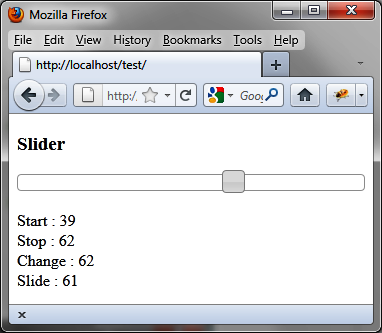 Mozilla Firefox
File Edit View History Bookmarks Tools Help
http://localhost/test/
http:/
Goo
Slider
Start : 39
Stop : 62
Change : 62
Slide : 61
x